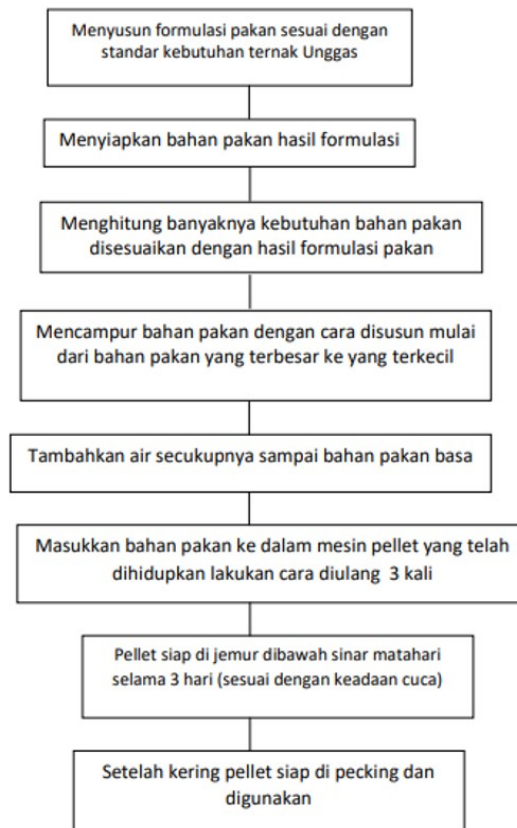 Menyusun formulasi pakan sesuai dengan
standar kebutuhan ternak Unggas
Menyiapkan bahan pakan hasil formulasi
Menghitung banyaknya kebutuhan bahan pakan
disesuaikan dengan hasil formulasi pakan
Mencampur bahan pakan dengan cara disusun mulai
dari bahan pakan yang terbesar ke yang terkecil
Tambahkan air secukupnya sampai bahan pakan basa
Masukkan bahan pakan ke dalam mesin pellet yang telah
dihidupkan lakukan cara diulang 3 kali
Pellet siap di jemur dibawah sinar matahari
selama 3 hari (sesuai dengan keadaan cuca)
Setelah kering pellet siap di pecking dan
digunakan